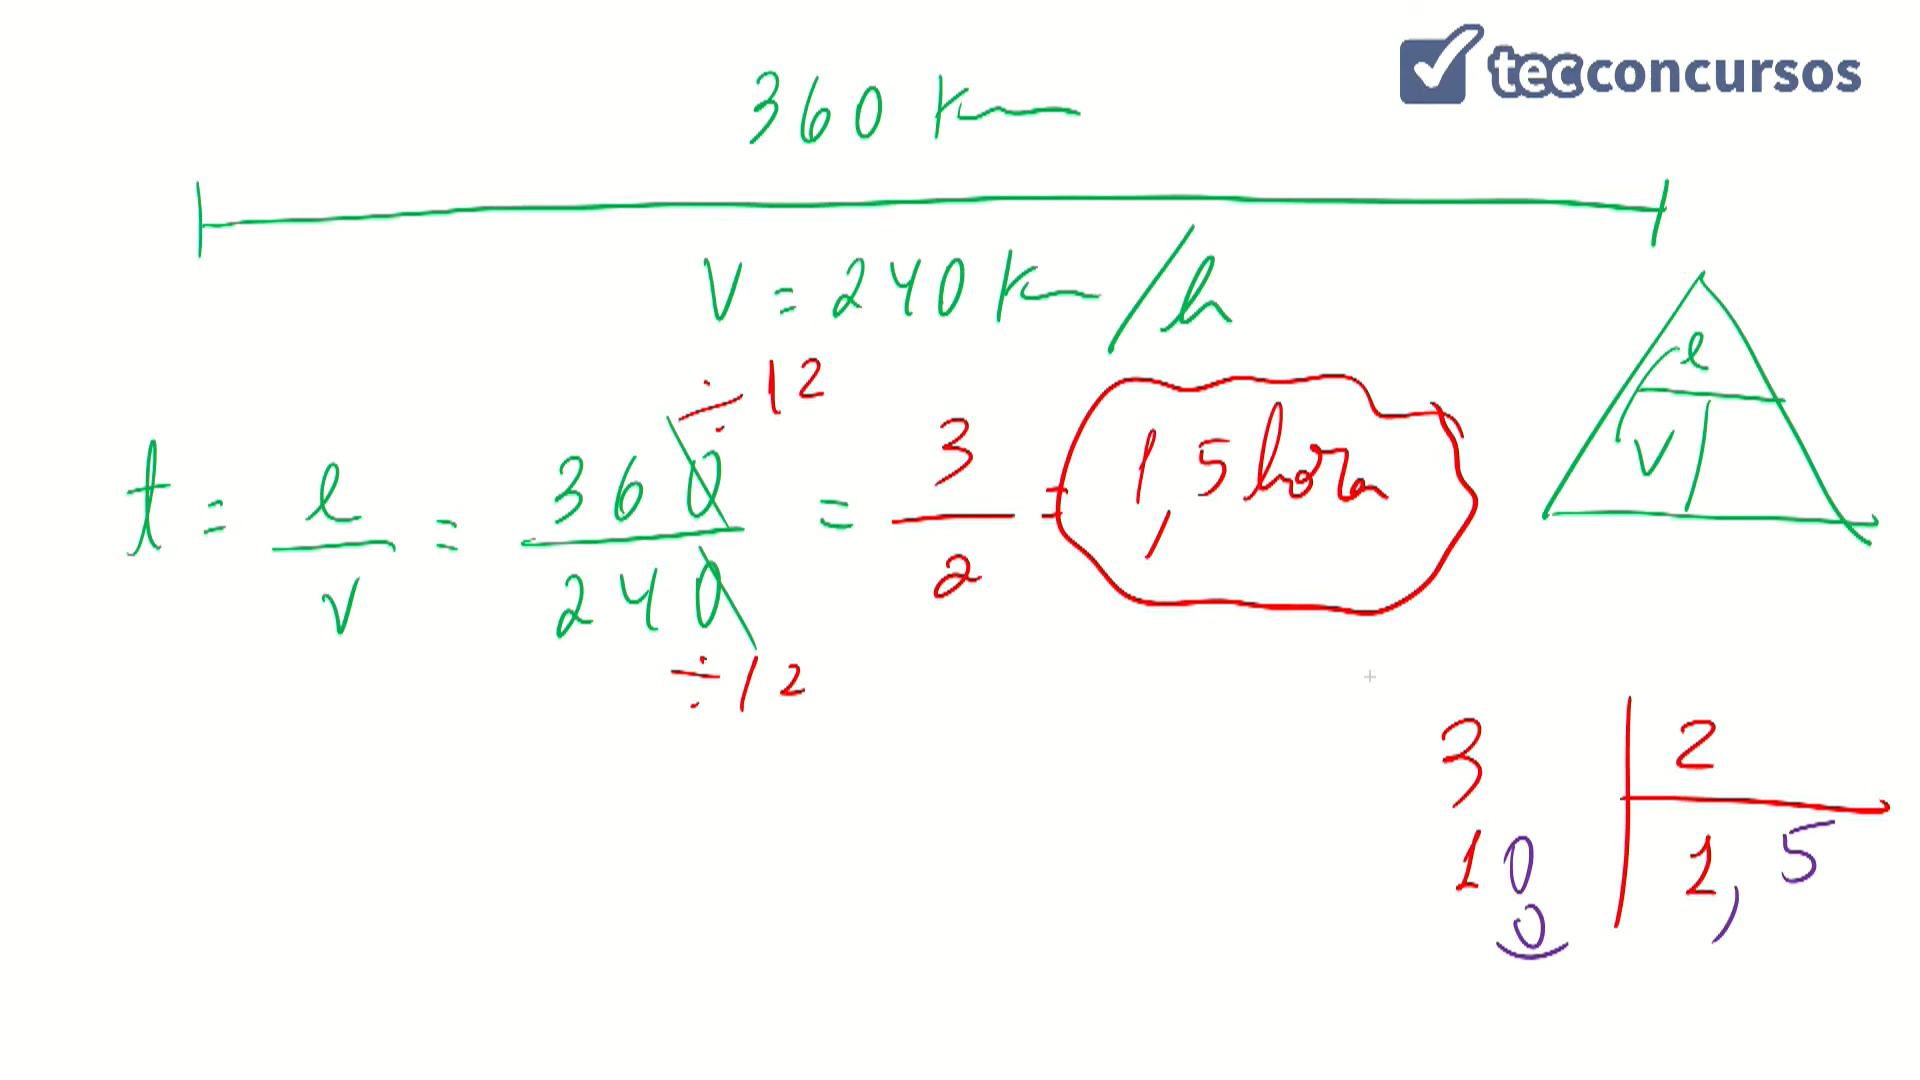 tecconcursos
360 km
V = 240 km/h
e
V t
÷ 12
t = e/v = 360/240 = 3/2 = 1,5 hora
÷ 12
3 | 2
10 | 1,5
0